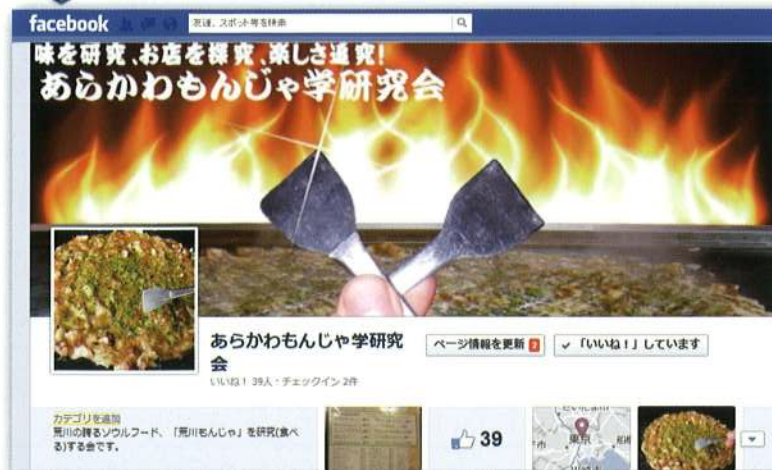 facebook
友達、スポット等を検索
味を研究、お店を探究、楽しさ追究!
あらかわもんじゃ学研究会
あらかわもんじゃ学研究
会
いいね! 39人・チェックイン 2件
ページ情報を更新 2
✓「いいね!」しています
カテゴリを追加
荒川の誇るソウルフード、「荒川もんじゃ」を研究(食べ
る)する会です。
39
東京